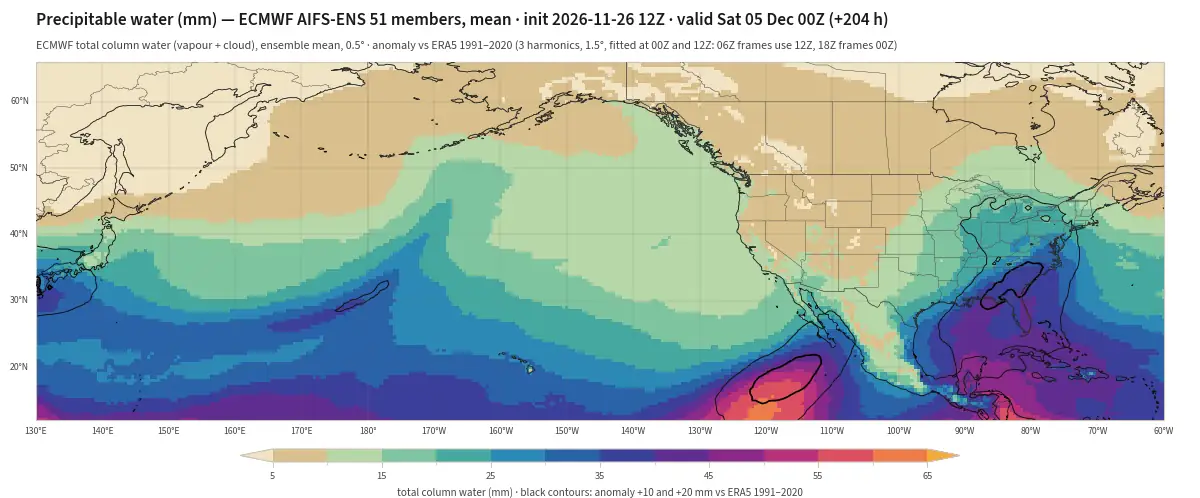 Precipitable water (mm) — ECMWF AIFS-ENS 51 members, mean · init 2026-11-26 12Z · valid Sat 05 Dec 00Z (+204 h)
ECMWF total column water (vapour + cloud), ensemble mean, 0.5° · anomaly vs ERA5 1991–2020 (3 harmonics, 1.5°, fitted at 00Z and 12Z: 06Z frames use 12Z, 18Z frames 00Z)
60°N
50°N
40°N
30°N
20°N
130°E 140°E 150°E 160°E 170°E 180° 170°W 160°W 150°W 140°W 130°W 120°W 110°W 100°W 90°W 80°W 70°W 60°W
5 15 25 35 45 55 65
total column water (mm) · black contours: anomaly +10 and +20 mm vs ERA5 1991–2020